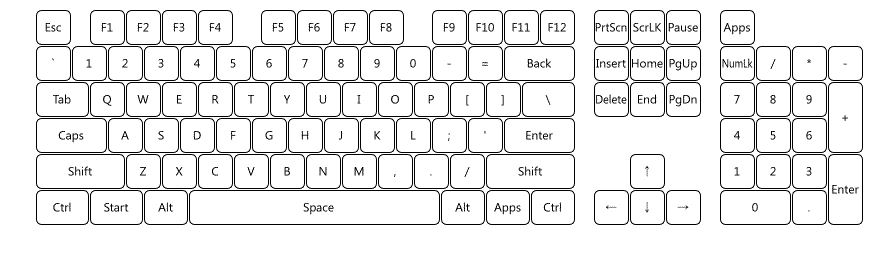 Esc F1 F2 F3 F4 F5 F6 F7 F8 F9 F10 F11 F12 PrtScn ScrLK Pause Apps
` 1 2 3 4 5 6 7 8 9 0 - = Back Insert Home PgUp NumLk / * -
Tab Q W E R T Y U I O P [ ] \ Delete End PgDn 7 8 9 +
Caps A S D F G H J K L ; ' Enter 4 5 6
Shift Z X C V B N M , . / Shift ↑ 1 2 3 Enter
Ctrl Start Alt Space Alt Apps Ctrl ← ↓ → 0 .